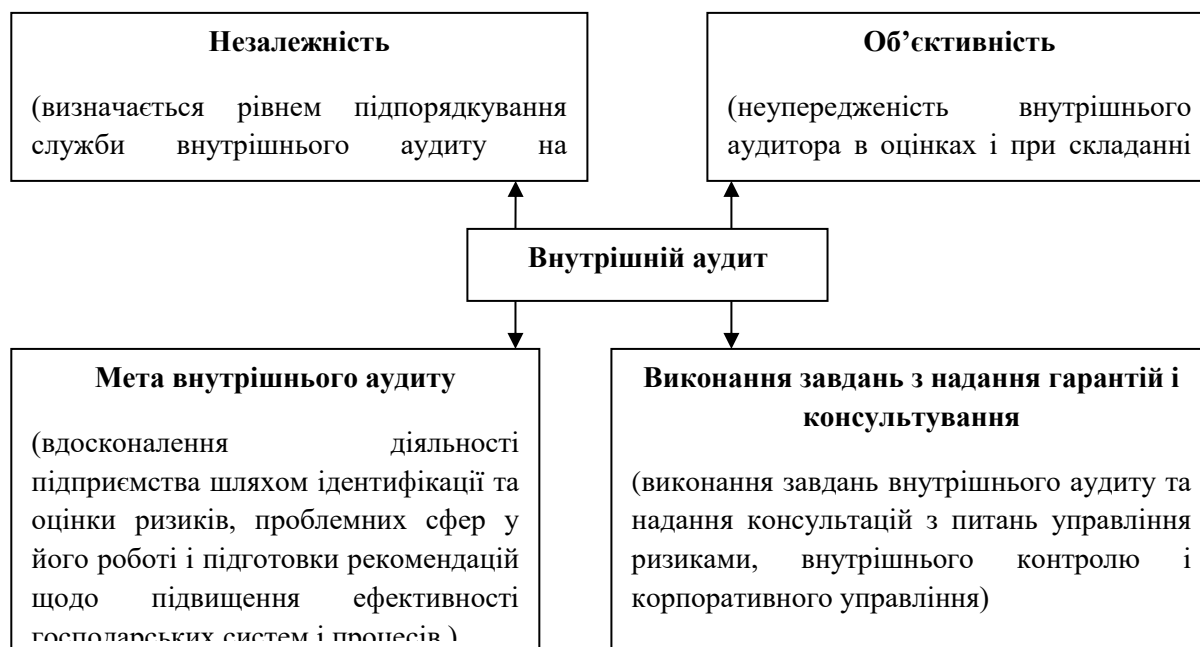 Незалежність
(визначається рівнем підпорядкування
служби внутрішнього аудиту на
Об’єктивність
(неупередженість внутрішнього
аудитора в оцінках і при складанні
Внутрішній аудит
Мета внутрішнього аудиту
(вдосконалення діяльності
підприємства шляхом ідентифікації та
оцінки ризиків, проблемних сфер у
його роботі і підготовки рекомендацій
щодо підвищення ефективності
господарських систем і процесів.)
Виконання завдань з надання гарантій і
консультування
(виконання завдань внутрішнього аудиту та
надання консультацій з питань управління
ризиками, внутрішнього контролю і
корпоративного управління)